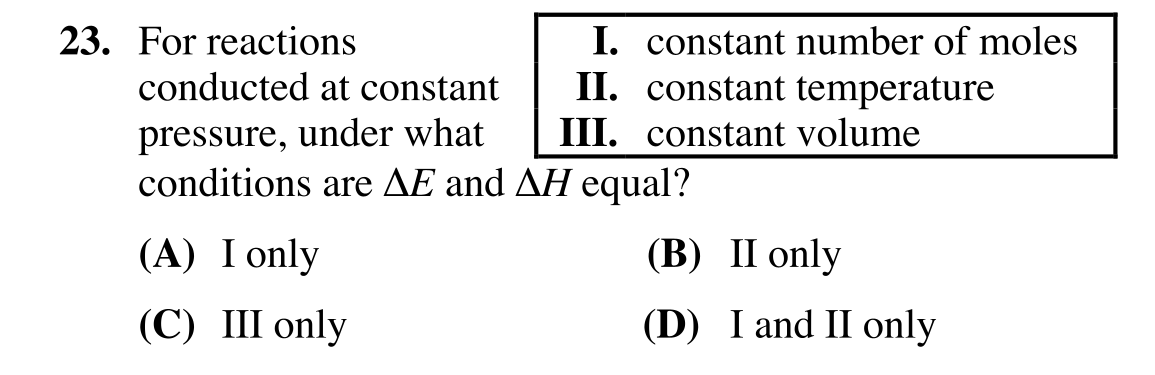 23. For reactions
conducted at constant
pressure, under what
conditions are ΔE and ΔH equal?
I. constant number of moles
II. constant temperature
III. constant volume
(A) I only
(B) II only
(C) III only
(D) I and II only